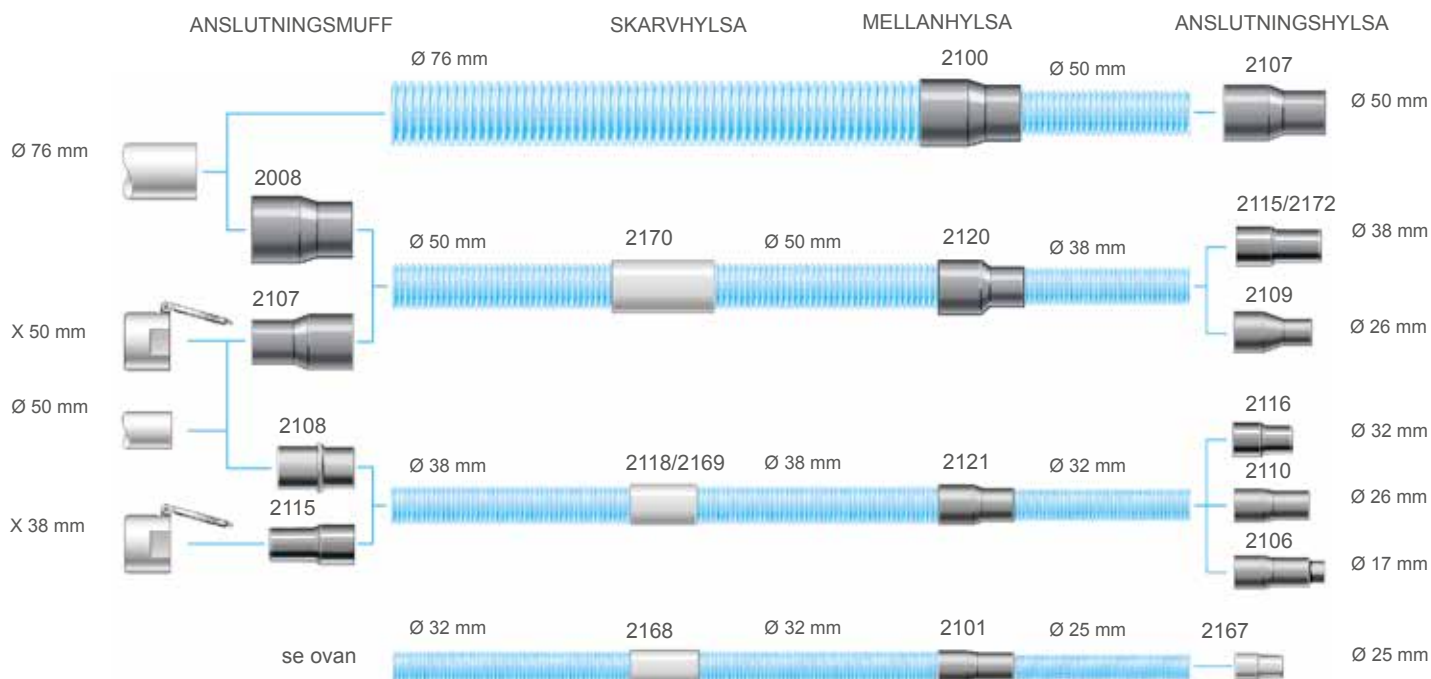 ANSLUTNINGSMUFF SKARVHYLSA MELLANHYLSA ANSLUTNINGSHYLSA
Ø 76 mm 2100 Ø 50 mm 2107
Ø 50 mm
Ø 76 mm
2008 2115/2172
Ø 50 mm 2170 Ø 50 mm 2120 Ø 38 mm Ø 38 mm
2107 2109
X 50 mm Ø 26 mm
Ø 50 mm 2116
2108 Ø 32 mm
Ø 38 mm 2118/2169 Ø 38 mm 2121 Ø 32 mm 2110
2115 Ø 26 mm
X 38 mm 2106
Ø 17 mm
Ø 32 mm 2168 Ø 32 mm 2101 Ø 25 mm 2167
se ovan Ø 25 mm